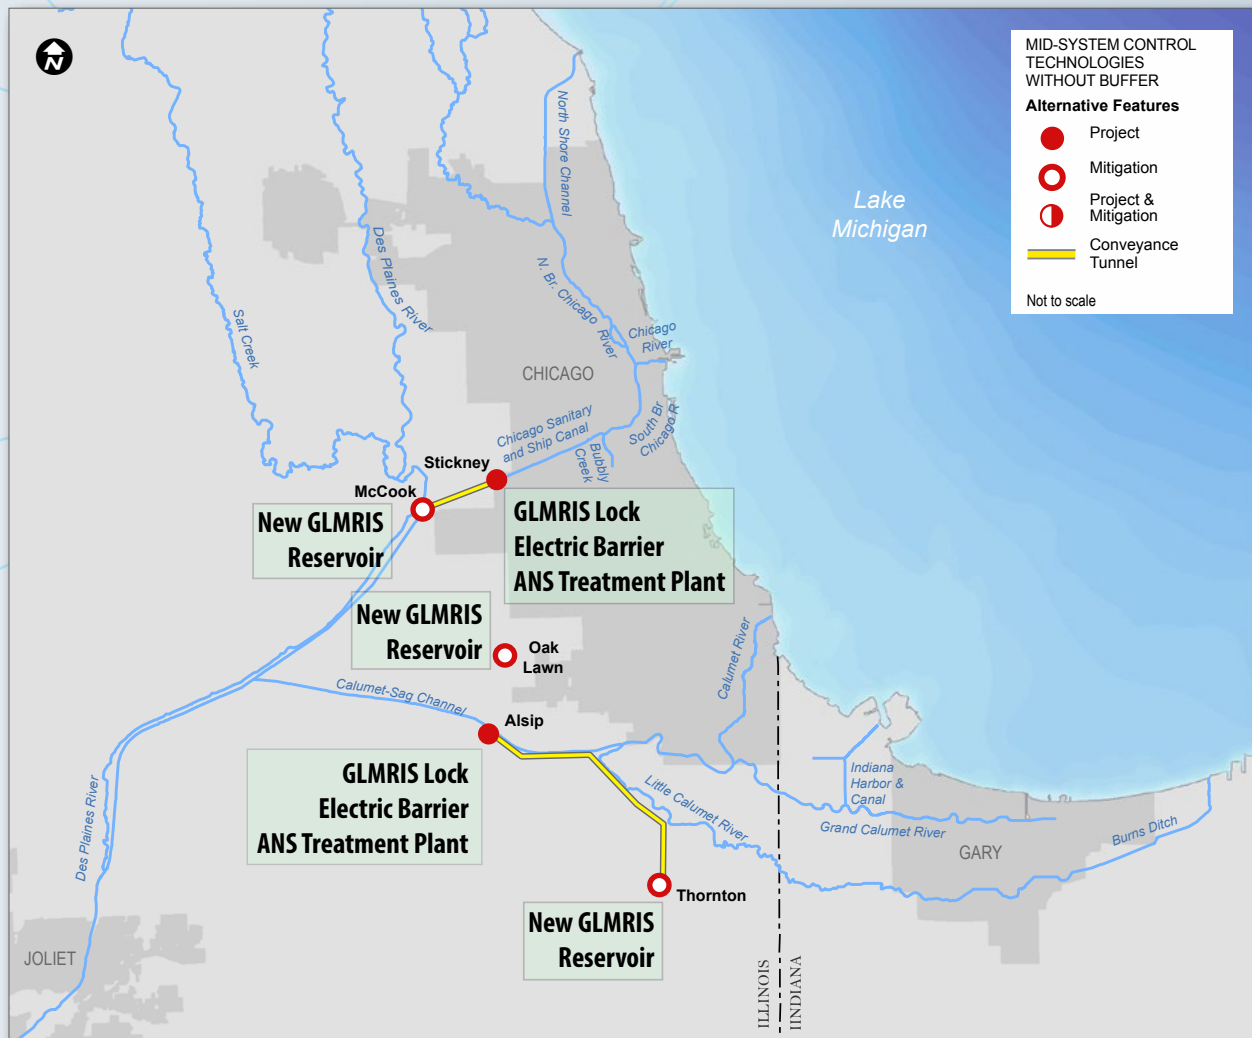 N
MID-SYSTEM CONTROL
TECHNOLOGIES
WITHOUT BUFFER
Alternative Features
Project
Mitigation
Project &
Mitigation
Conveyance
Tunnel
Not to scale
Lake
Michigan
North Shore Channel
Des Plaines River
Salt Creek
N. Br. Chicago
River
Chicago
River
CHICAGO
South Br
Chicago R
Chicago Sanitary
and Ship Canal
Bubbly
Creek
Stickney
McCook
New GLMRIS
Reservoir
GLMRIS Lock
Electric Barrier
ANS Treatment Plant
New GLMRIS
Reservoir
Oak
Lawn
Calumet River
Calumet-Sag Channel
Alsip
GLMRIS Lock
Electric Barrier
ANS Treatment Plant
Little Calumet River
Indiana
Harbor &
Canal
Grand Calumet River
Burns Ditch
GARY
Des Plaines River
Thornton
New GLMRIS
Reservoir
JOLIET
ILLINOIS
IINDIANA